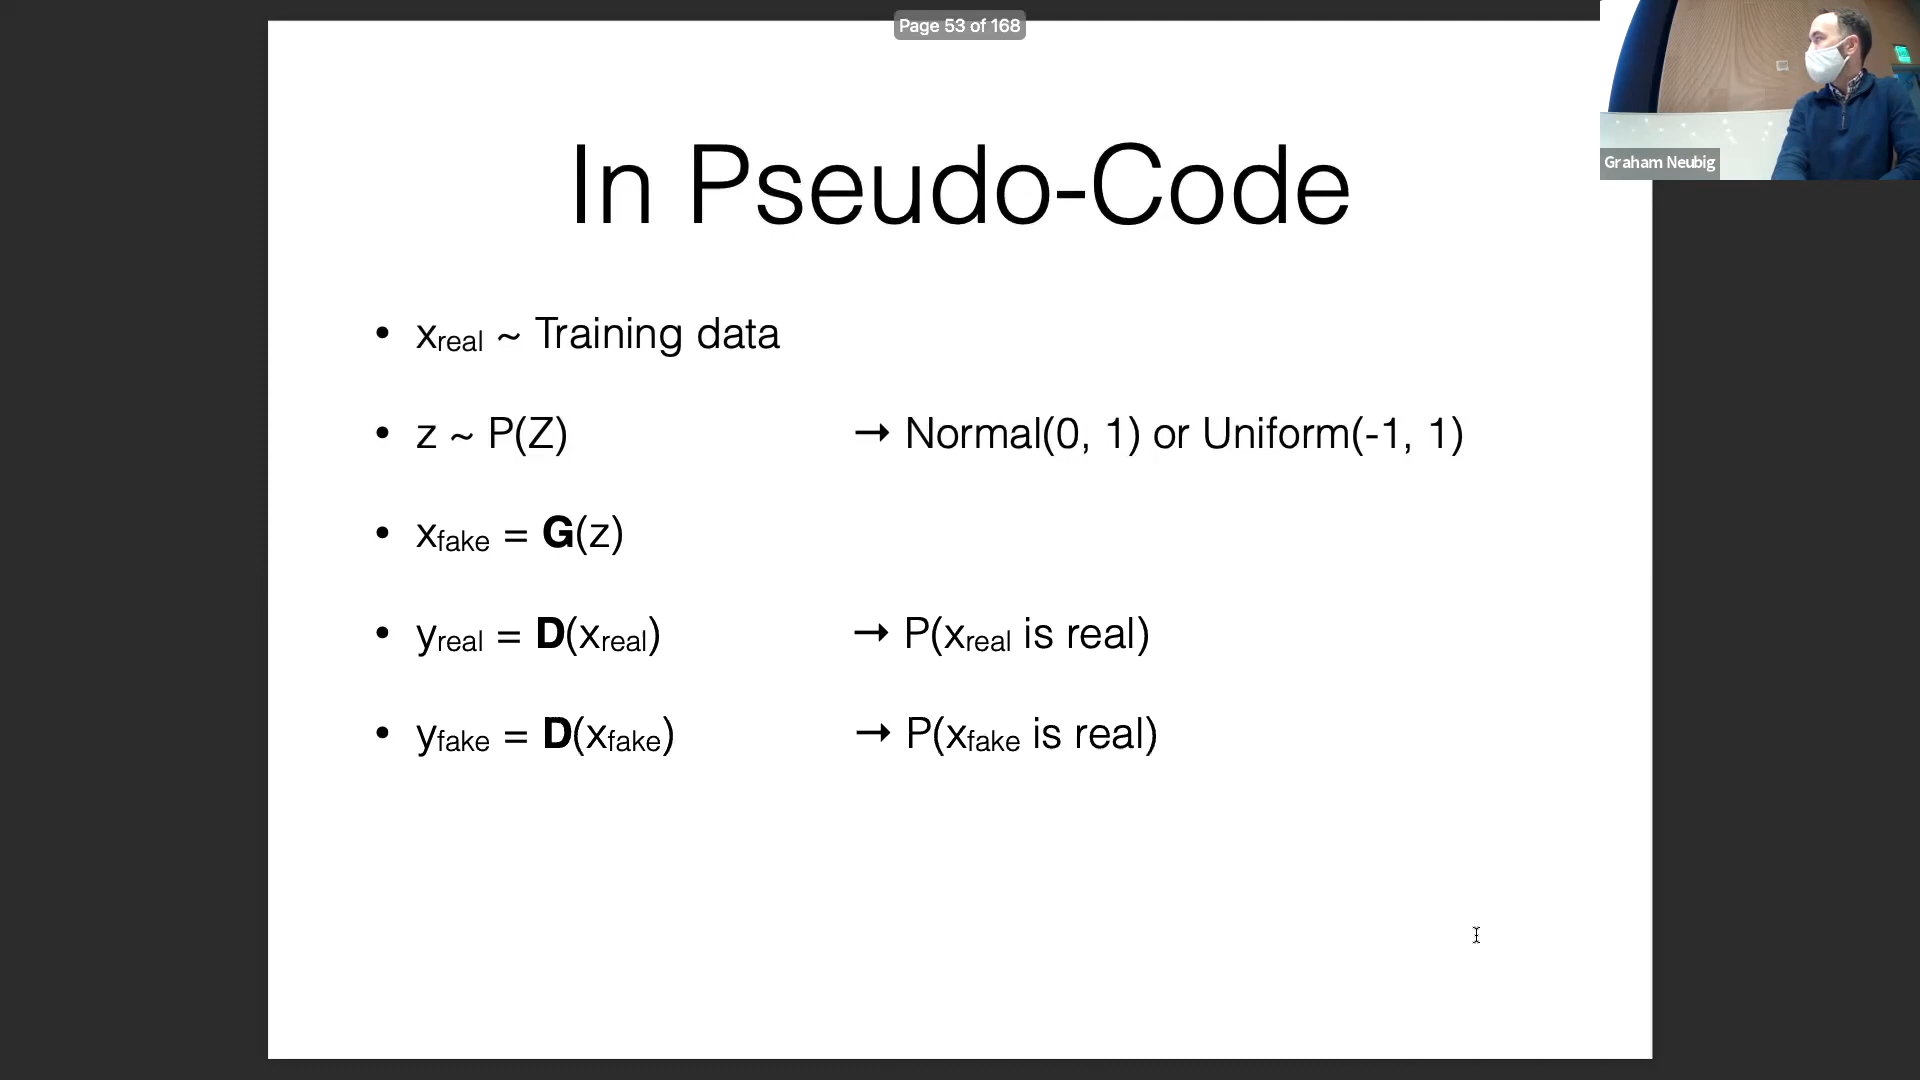 Page 53 of 168
Graham Neubig
In Pseudo-Code
• xreal ~ Training data
• z ~ P(Z) → Normal(0, 1) or Uniform(-1, 1)
• xfake = G(z)
• yreal = D(xreal) → P(xreal is real)
• yfake = D(xfake) → P(xfake is real)